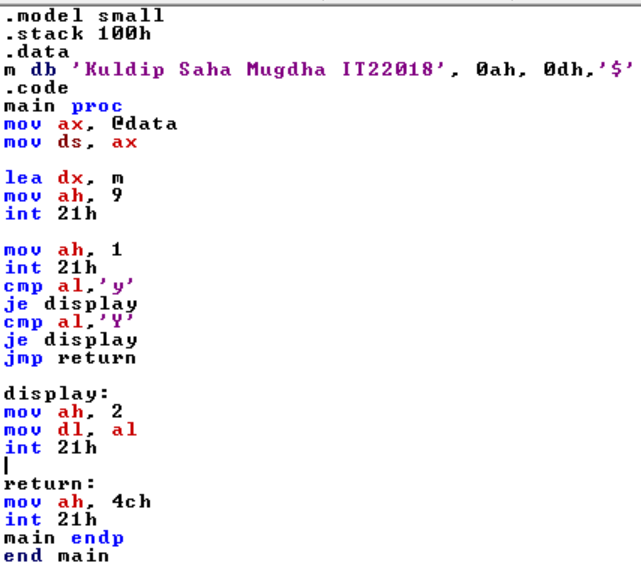 .model small
.stack 100h
.data
m db 'Kuldip Saha Mugdha IT22018', 0ah, 0dh,'$'
.code
main proc
mov ax, @data
mov ds, ax
lea dx, m
mov ah, 9
int 21h
mov ah, 1
int 21h
cmp al,'y'
je display
cmp al,'Y'
je display
jmp return
display:
mov ah, 2
mov dl, al
int 21h
return:
mov ah, 4ch
int 21h
main endp
end main